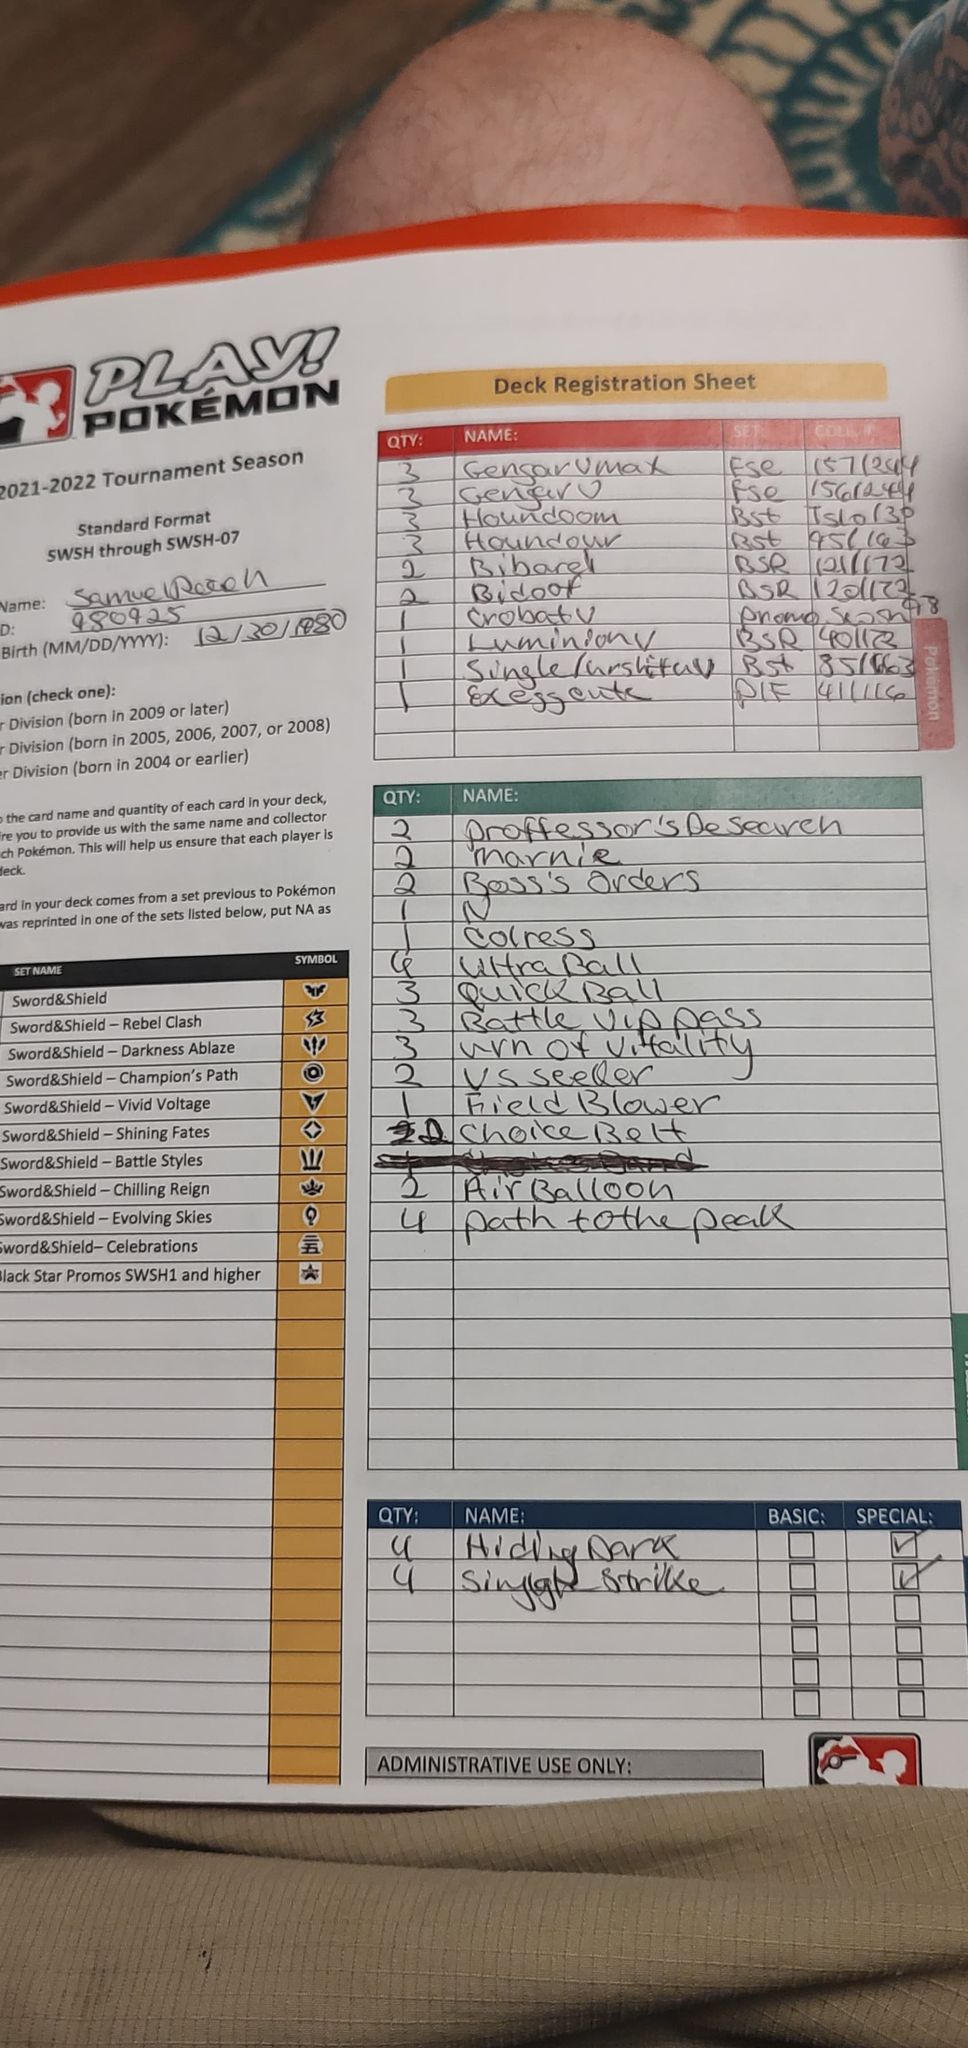 PLAY!
POKÉMON
2021-2022 Tournament Season
Standard Format
SWSH through SWSH-07
Name: Samuel
D: 980925
Birth (MM/DD/YYYY): 12/30/1980
ion (check one):
r Division (born in 2009 or later)
r Division (born in 2005, 2006, 2007, or 2008)
er Division (born in 2004 or earlier)
the card name and quantity of each card in your deck,
ire you to provide us with the same name and collector
ch Pokémon. This will help us ensure that each player is
deck.
ard in your deck comes from a set previous to Pokémon
was reprinted in one of the sets listed below, put NA as
SET NAME SYMBOL
Sword&Shield
Sword&Shield – Rebel Clash
Sword&Shield – Darkness Ablaze
Sword&Shield – Champion's Path
Sword&Shield – Vivid Voltage
Sword&Shield – Shining Fates
Sword&Shield – Battle Styles
Sword&Shield – Chilling Reign
Sword&Shield – Evolving Skies
Sword&Shield– Celebrations
Black Star Promos SWSH1 and higher
Deck Registration Sheet
QTY: NAME: SET: COLL. #
3 Gengar Vmax Fse 157/244
3 Gengar V Fse 156/244
3 Houndoom Bst
3 Houndour Bst 95/163
2 Bibarel BSR 121/172
2 Bidoof BSR 120/172
1 Crobat V promo
1 Luminion V BSR 40/172
1 Single Bst 85/163
1 Exeggcute PlF 4/116
Pokémon
QTY: NAME:
2 Proffessor's Research
2 Marnie
2 Boss's Orders
1 N
1 Colress
4 Ultra Ball
3 Quick Ball
3 Battle Vip pass
3 urn of vitality
2 VS seeker
1 Field Blower
2 Choice Belt
2 Air Balloon
4 path to the peak
QTY: NAME: BASIC: SPECIAL:
4 Hiding Dark
4 Single Strike
ADMINISTRATIVE USE ONLY: